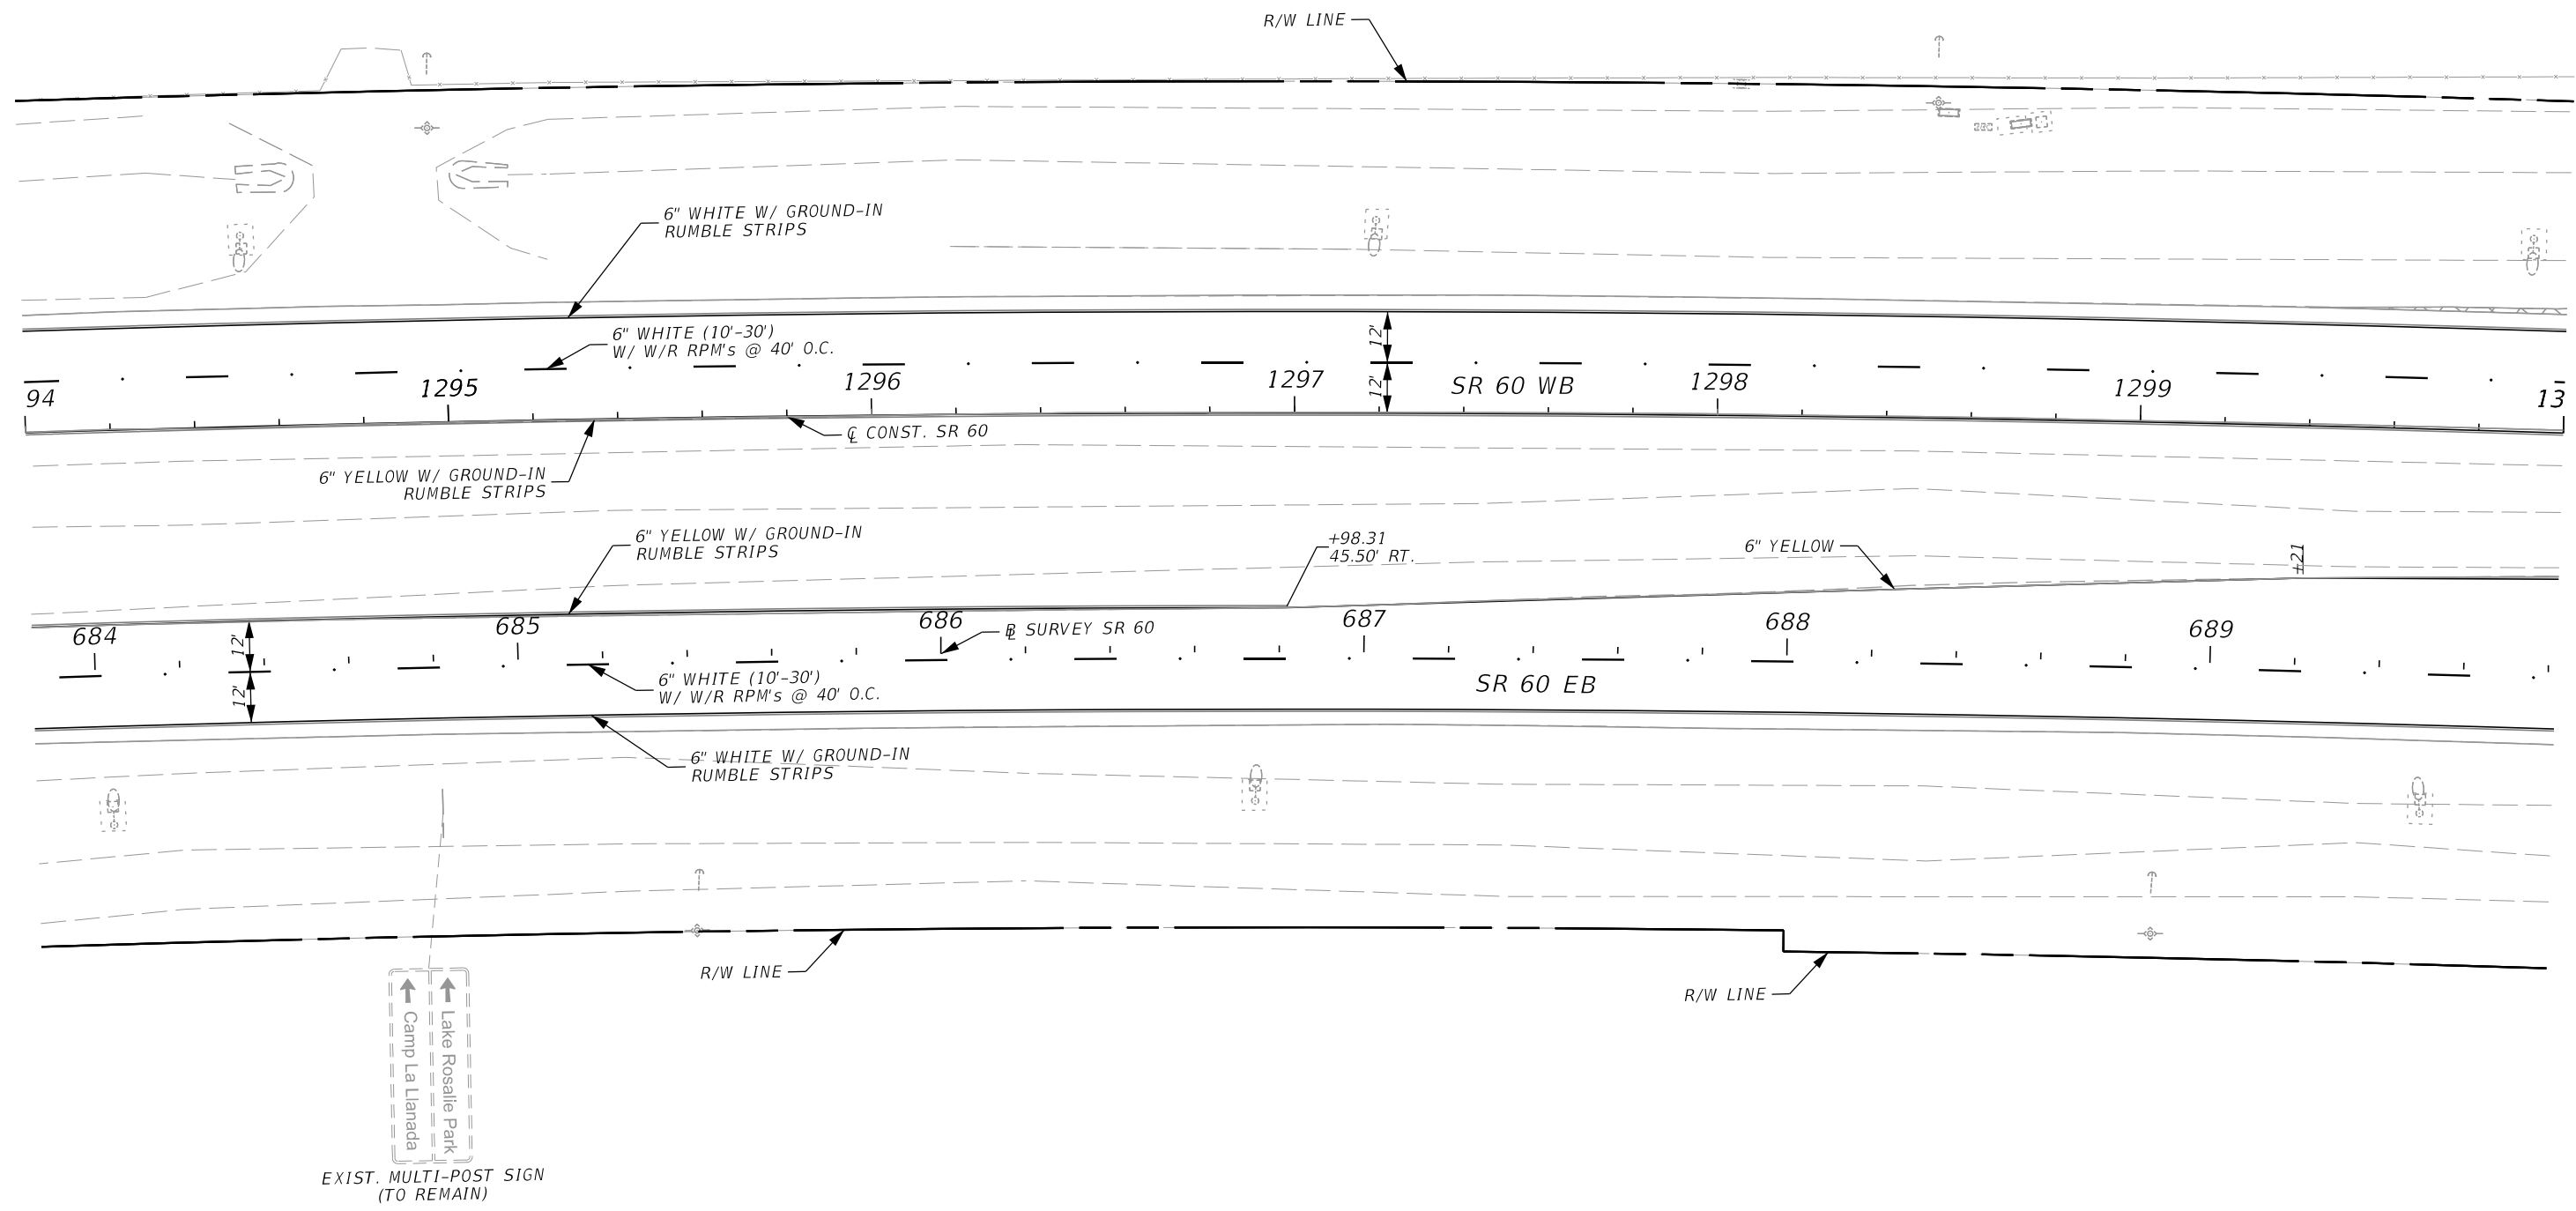 R/W LINE
6" WHITE W/ GROUND-IN
RUMBLE STRIPS
6" WHITE (10'-30')
W/ W/R RPM's @ 40' O.C.
12'
12'
94
1295
1296
1297
SR 60 WB
1298
1299
13
℄ CONST. SR 60
6" YELLOW W/ GROUND-IN
RUMBLE STRIPS
6" YELLOW W/ GROUND-IN
RUMBLE STRIPS
+98.31
45.50' RT.
6" YELLOW
+21
684
685
686
687
688
689
12'
12'
BL SURVEY SR 60
6" WHITE (10'-30')
W/ W/R RPM's @ 40' O.C.
SR 60 EB
6" WHITE W/ GROUND-IN
RUMBLE STRIPS
R/W LINE
R/W LINE
Lake Rosalie Park
Camp La Llanada
EXIST. MULTI-POST SIGN
(TO REMAIN)